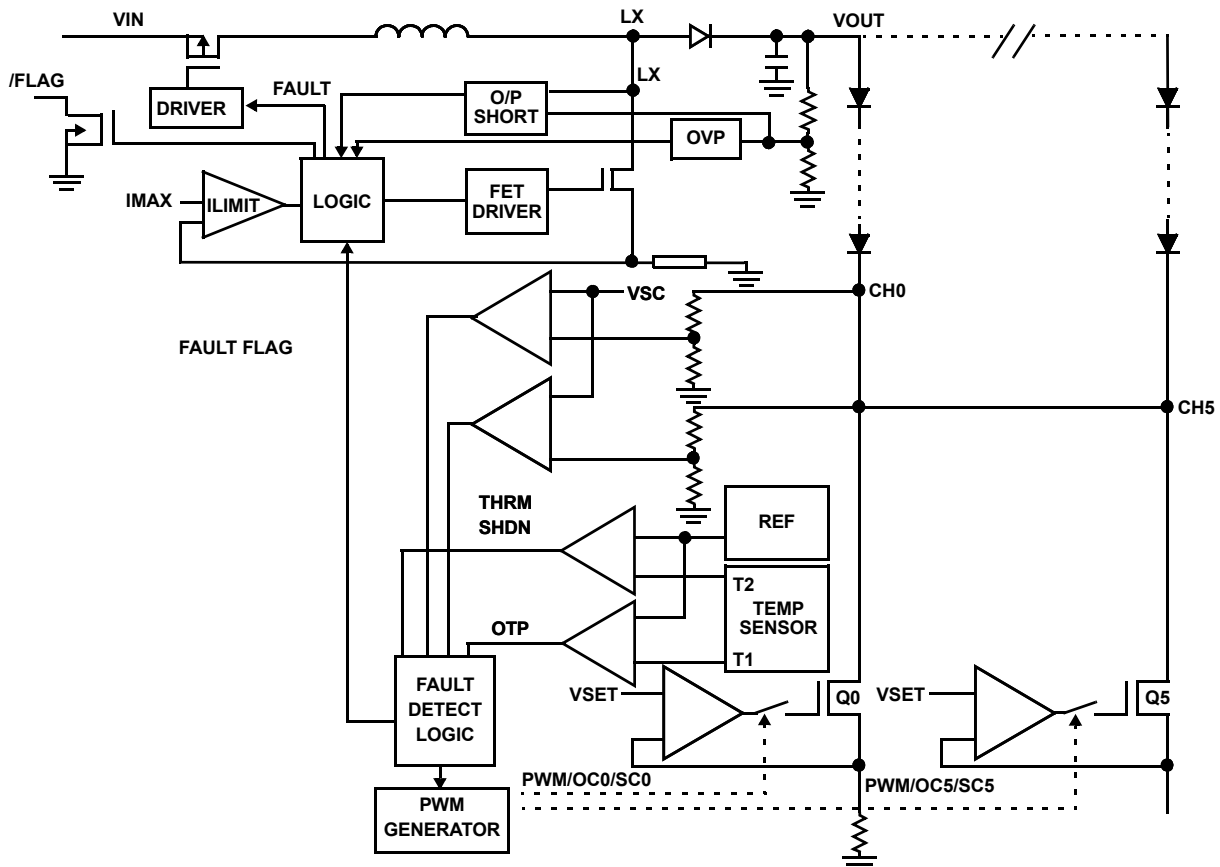 VIN
LX
VOUT
/FLAG
FAULT
LX
DRIVER
O/P
SHORT
OVP
IMAX
ILIMIT
LOGIC
FET
DRIVER
VSC
CH0
FAULT FLAG
CH5
THRM
SHDN
REF
T2
TEMP
SENSOR
OTP
T1
FAULT
DETECT
LOGIC
VSET
Q0
VSET
Q5
PWM/OC0/SC0
PWM/OC5/SC5
PWM
GENERATOR